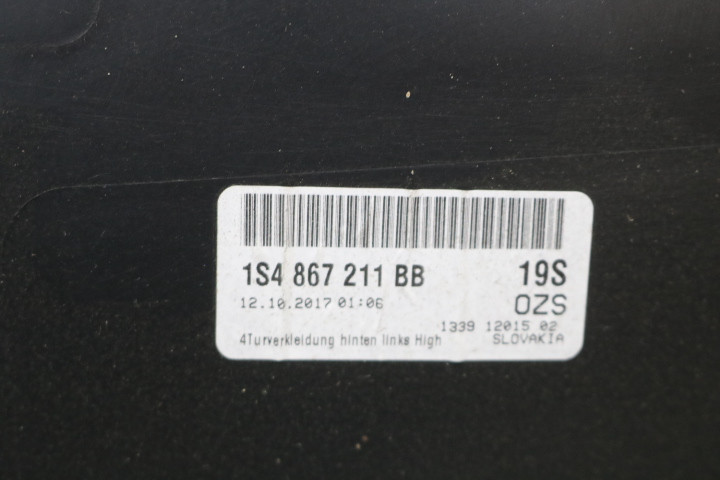 1S4 867 211 BB 19S
12.10.2017 01:06 OZS
1339 12015 02
4Turverkleidung hinten links High SLOVAKIA